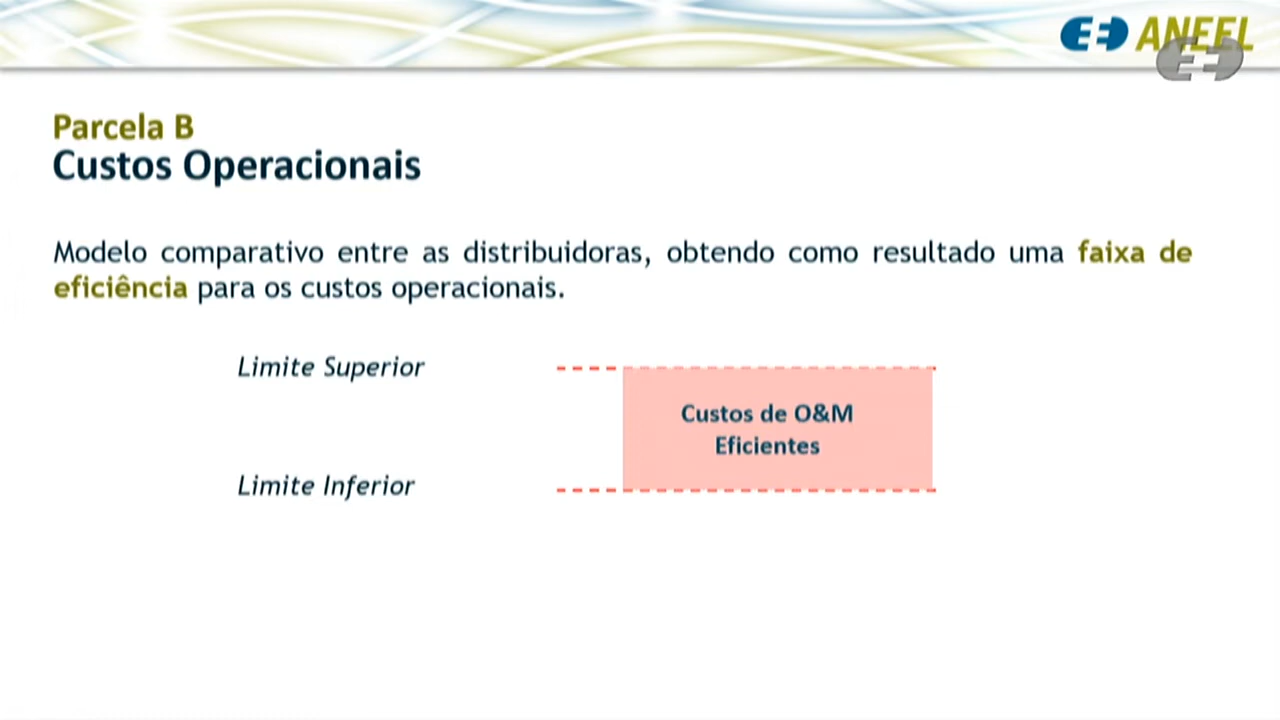 ANEEL
Parcela B
Custos Operacionais
Modelo comparativo entre as distribuidoras, obtendo como resultado uma faixa de
eficiência para os custos operacionais.
Limite Superior
Custos de O&M
Eficientes
Limite Inferior